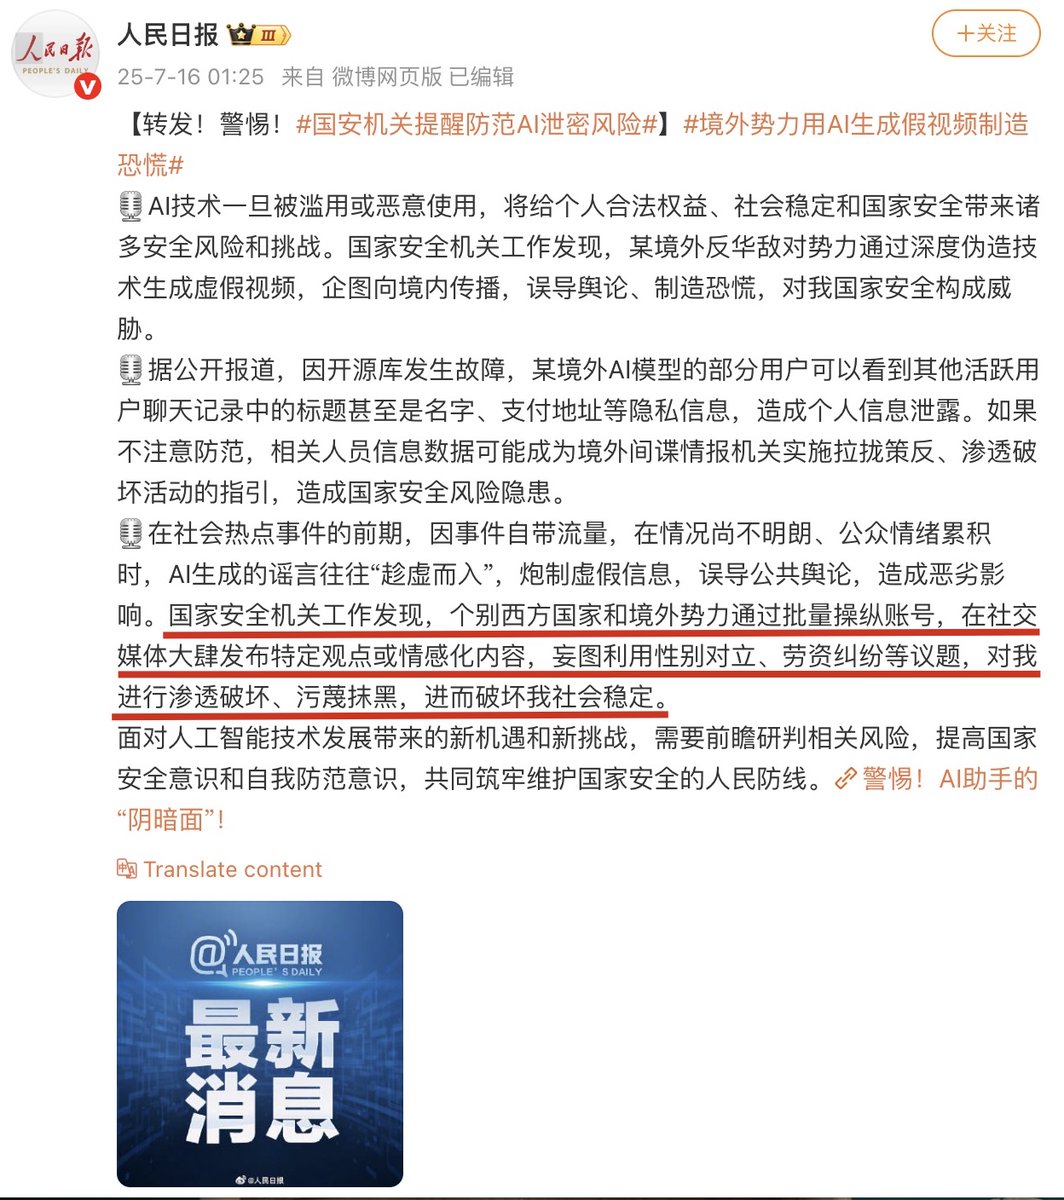 人民日报
人民日报 III
PEOPLE'S DAILY
V
+关注
25-7-16 01:25 来自 微博网页版 已编辑
【转发！警惕！#国安机关提醒防范AI泄密风险#】#境外势力用AI生成假视频制造
恐慌#
AI技术一旦被滥用或恶意使用，将给个人合法权益、社会稳定和国家安全带来诸
多安全风险和挑战。国家安全机关工作发现，某境外反华敌对势力通过深度伪造技
术生成虚假视频，企图向境内传播，误导舆论、制造恐慌，对我国家安全构成威
胁。
据公开报道，因开源库发生故障，某境外AI模型的部分用户可以看到其他活跃用
户聊天记录中的标题甚至是名字、支付地址等隐私信息，造成个人信息泄露。如果
不注意防范，相关人员信息数据可能成为境外间谍情报机关实施拉拢策反、渗透破
坏活动的指引，造成国家安全风险隐患。
在社会热点事件的前期，因事件自带流量，在情况尚不明朗、公众情绪累积
时，AI生成的谣言往往“趁虚而入”，炮制虚假信息，误导公共舆论，造成恶劣影
响。国家安全机关工作发现，个别西方国家和境外势力通过批量操纵账号，在社交
媒体大肆发布特定观点或情感化内容，妄图利用性别对立、劳资纠纷等议题，对我
进行渗透破坏、污蔑抹黑，进而破坏我社会稳定。
面对人工智能技术发展带来的新机遇和新挑战，需要前瞻研判相关风险，提高国家
安全意识和自我防范意识，共同筑牢维护国家安全的人民防线。警惕！AI助手的
“阴暗面”！
Translate content
@人民日报
PEOPLE'S DAILY
最新
消息
@人民日报